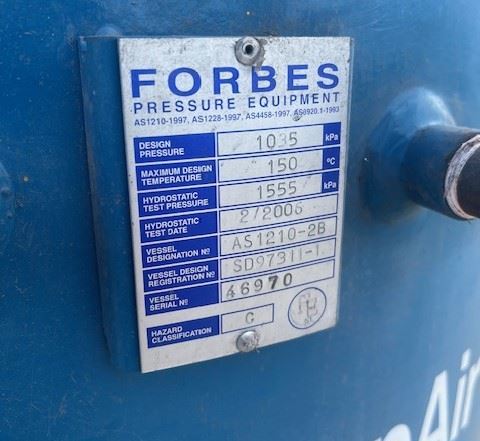 FORBES
PRESSURE EQUIPMENT
AS1210-1997, AS1228-1997, AS4458-1997, AS3920.1-1993
DESIGN PRESSURE 1035 kPa
MAXIMUM DESIGN TEMPERATURE 150 °C
HYDROSTATIC TEST PRESSURE 1555 kPa
HYDROSTATIC TEST DATE 2/2006
VESSEL DESIGNATION Nº AS1210-2B
VESSEL DESIGN REGISTRATION Nº SD97311-1
VESSEL SERIAL Nº 46970
HAZARD CLASSIFICATION C
Air